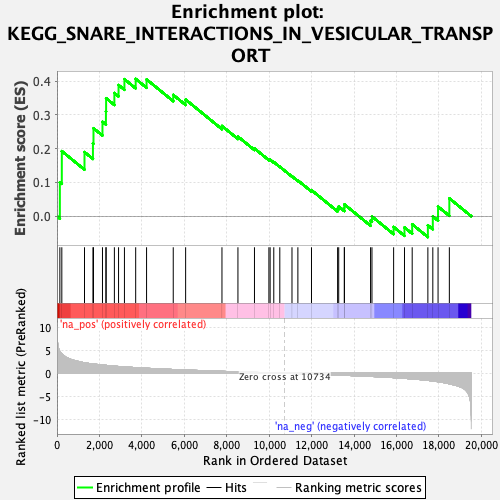 Enrichment plot:
KEGG_SNARE_INTERACTIONS_IN_VESICULAR_TRANSP
ORT
Enrichment score (ES)
0.4
0.3
0.2
0.1
0.0
'na_pos' (positively correlated)
Ranked list metric (PreRanked)
10
5
0
-5
-10
Zero cross at 10734
'na_neg' (negatively correlated)
0
2,000
4,000
6,000
8,000
10,000
12,000
14,000
16,000
18,000
20,000
Rank in Ordered Dataset
Enrichment profile
Hits
Ranking metric scores